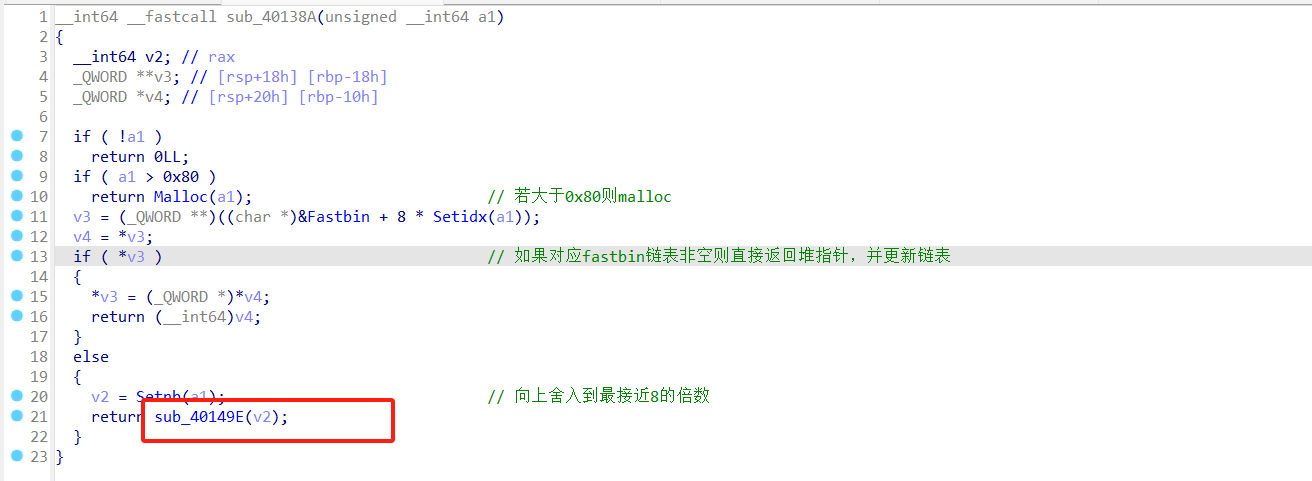 1 __int64 __fastcall sub_40138A(unsigned __int64 a1)
2 {
3 __int64 v2; // rax
4 _QWORD **v3; // [rsp+18h] [rbp-18h]
5 _QWORD *v4; // [rsp+20h] [rbp-10h]
6
7 if ( !a1 )
8 return 0LL;
9 if ( a1 > 0x80 )
10 return Malloc(a1); // 若大于0x80则malloc
11 v3 = (_QWORD **)((char *)&Fastbin + 8 * Setidx(a1));
12 v4 = *v3;
13 if ( *v3 ) // 如果对应fastbin链表非空则直接返回堆指针，并更新链表
14 {
15 *v3 = (_QWORD *)*v4;
16 return (__int64)v4;
17 }
18 else
19 {
20 v2 = Setnb(a1); // 向上舍入到最接近8的倍数
21 return sub_40149E(v2);
22 }
23 }